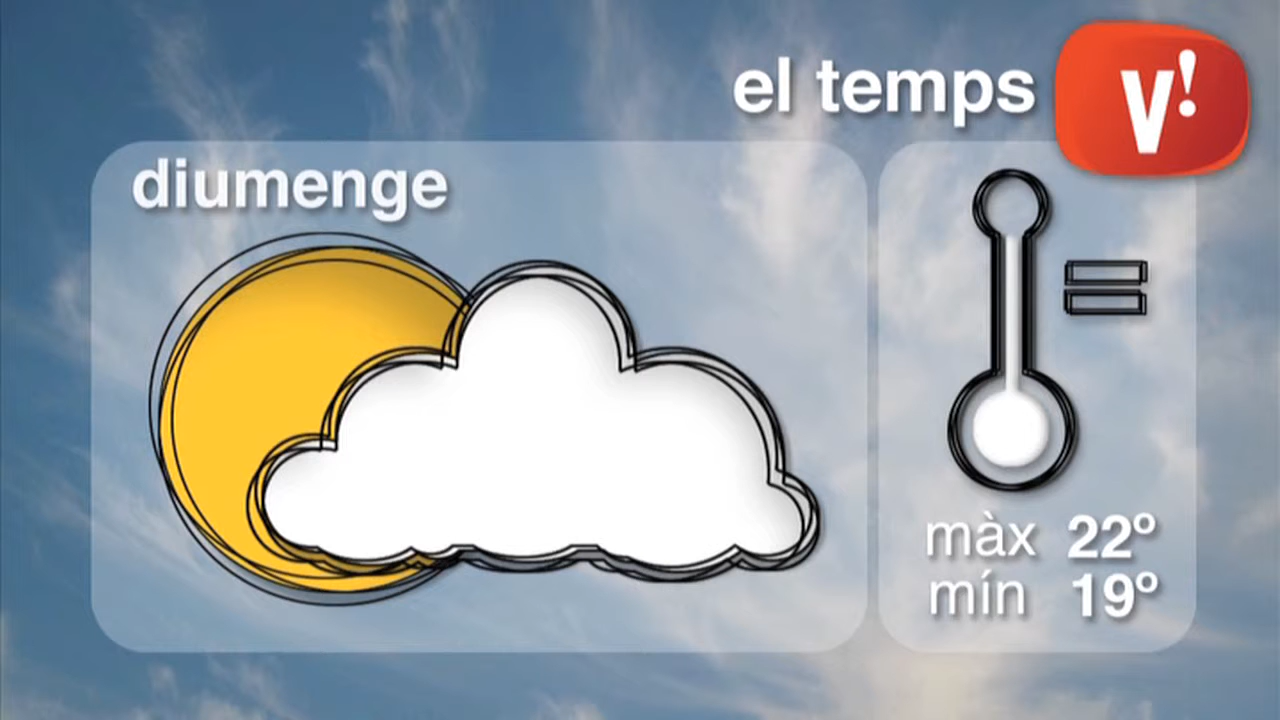 el temps
V!
diumenge
=
màx 22º
mín 19º